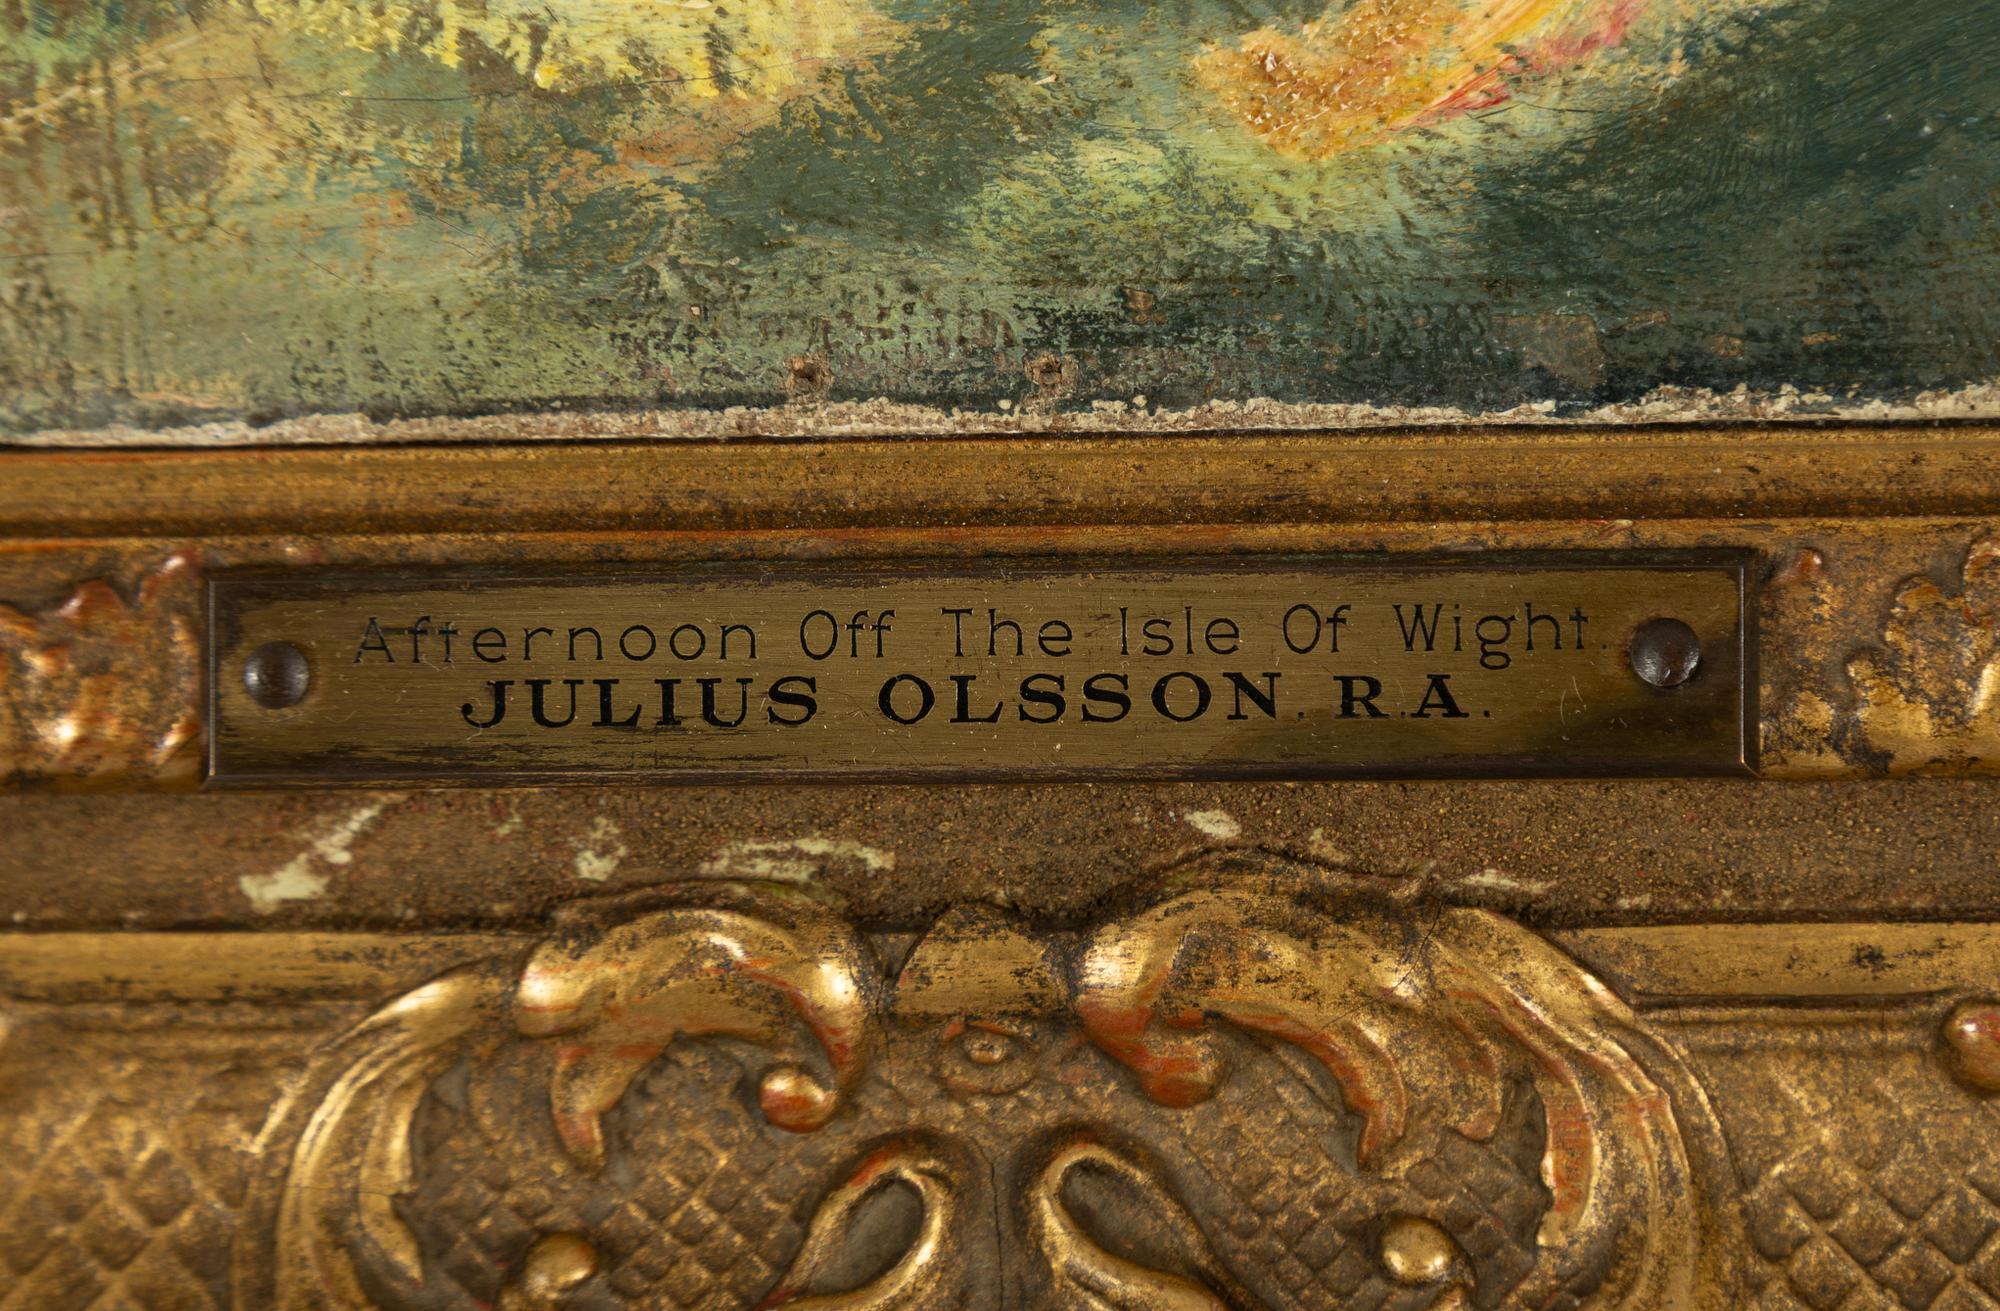 Afternoon Off The Isle Of Wight.
JULIUS OLSSON. R.A.